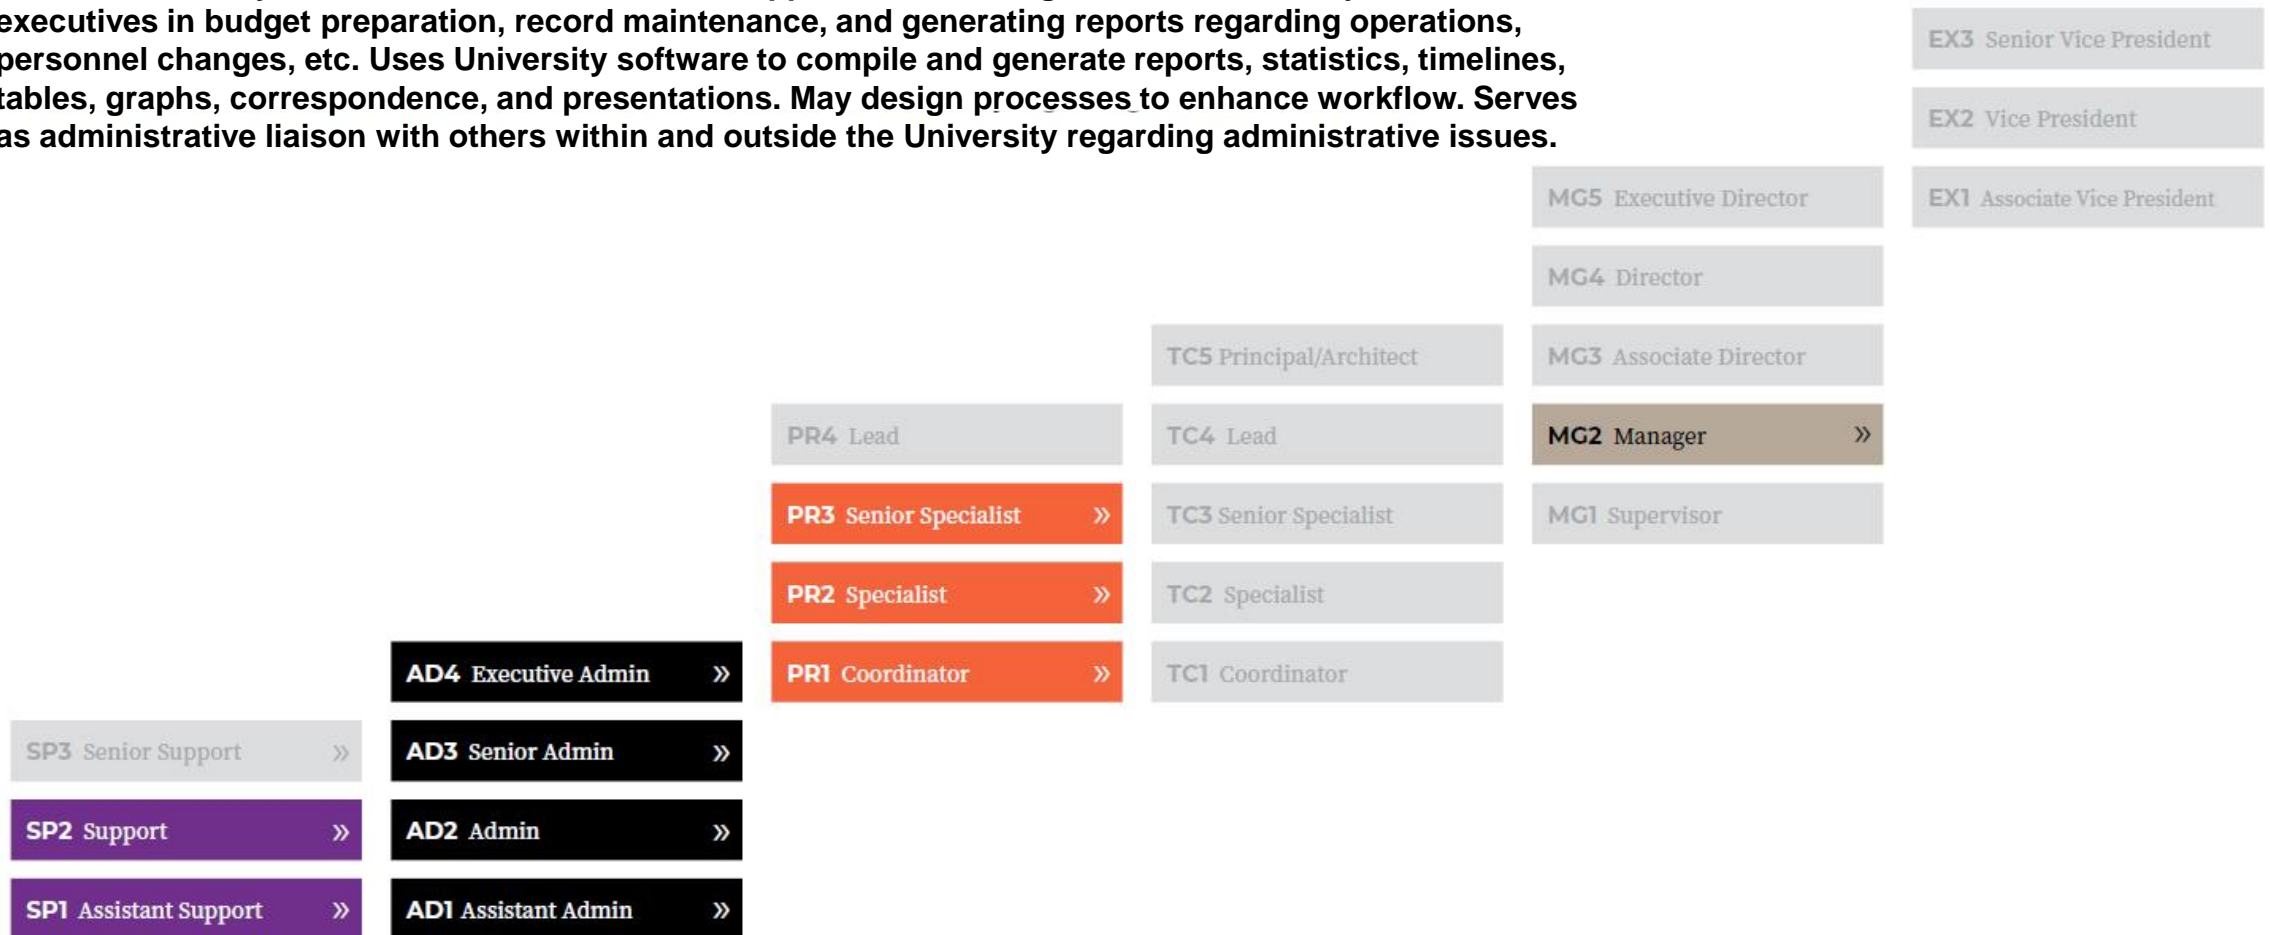 executives in budget preparation, record maintenance, and generating reports regarding operations,
personnel changes, etc. Uses University software to compile and generate reports, statistics, timelines,
tables, graphs, correspondence, and presentations. May design processes to enhance workflow. Serves
as administrative liaison with others within and outside the University regarding administrative issues.
EX3 Senior Vice President
EX2 Vice President
MG5 Executive Director
EX1 Associate Vice President
MG4 Director
TC5 Principal/Architect
MG3 Associate Director
PR4 Lead
TC4 Lead
MG2 Manager »
PR3 Senior Specialist »
TC3 Senior Specialist
MG1 Supervisor
PR2 Specialist »
TC2 Specialist
AD4 Executive Admin »
PR1 Coordinator »
TC1 Coordinator
SP3 Senior Support »
AD3 Senior Admin »
SP2 Support »
AD2 Admin »
SP1 Assistant Support »
AD1 Assistant Admin »